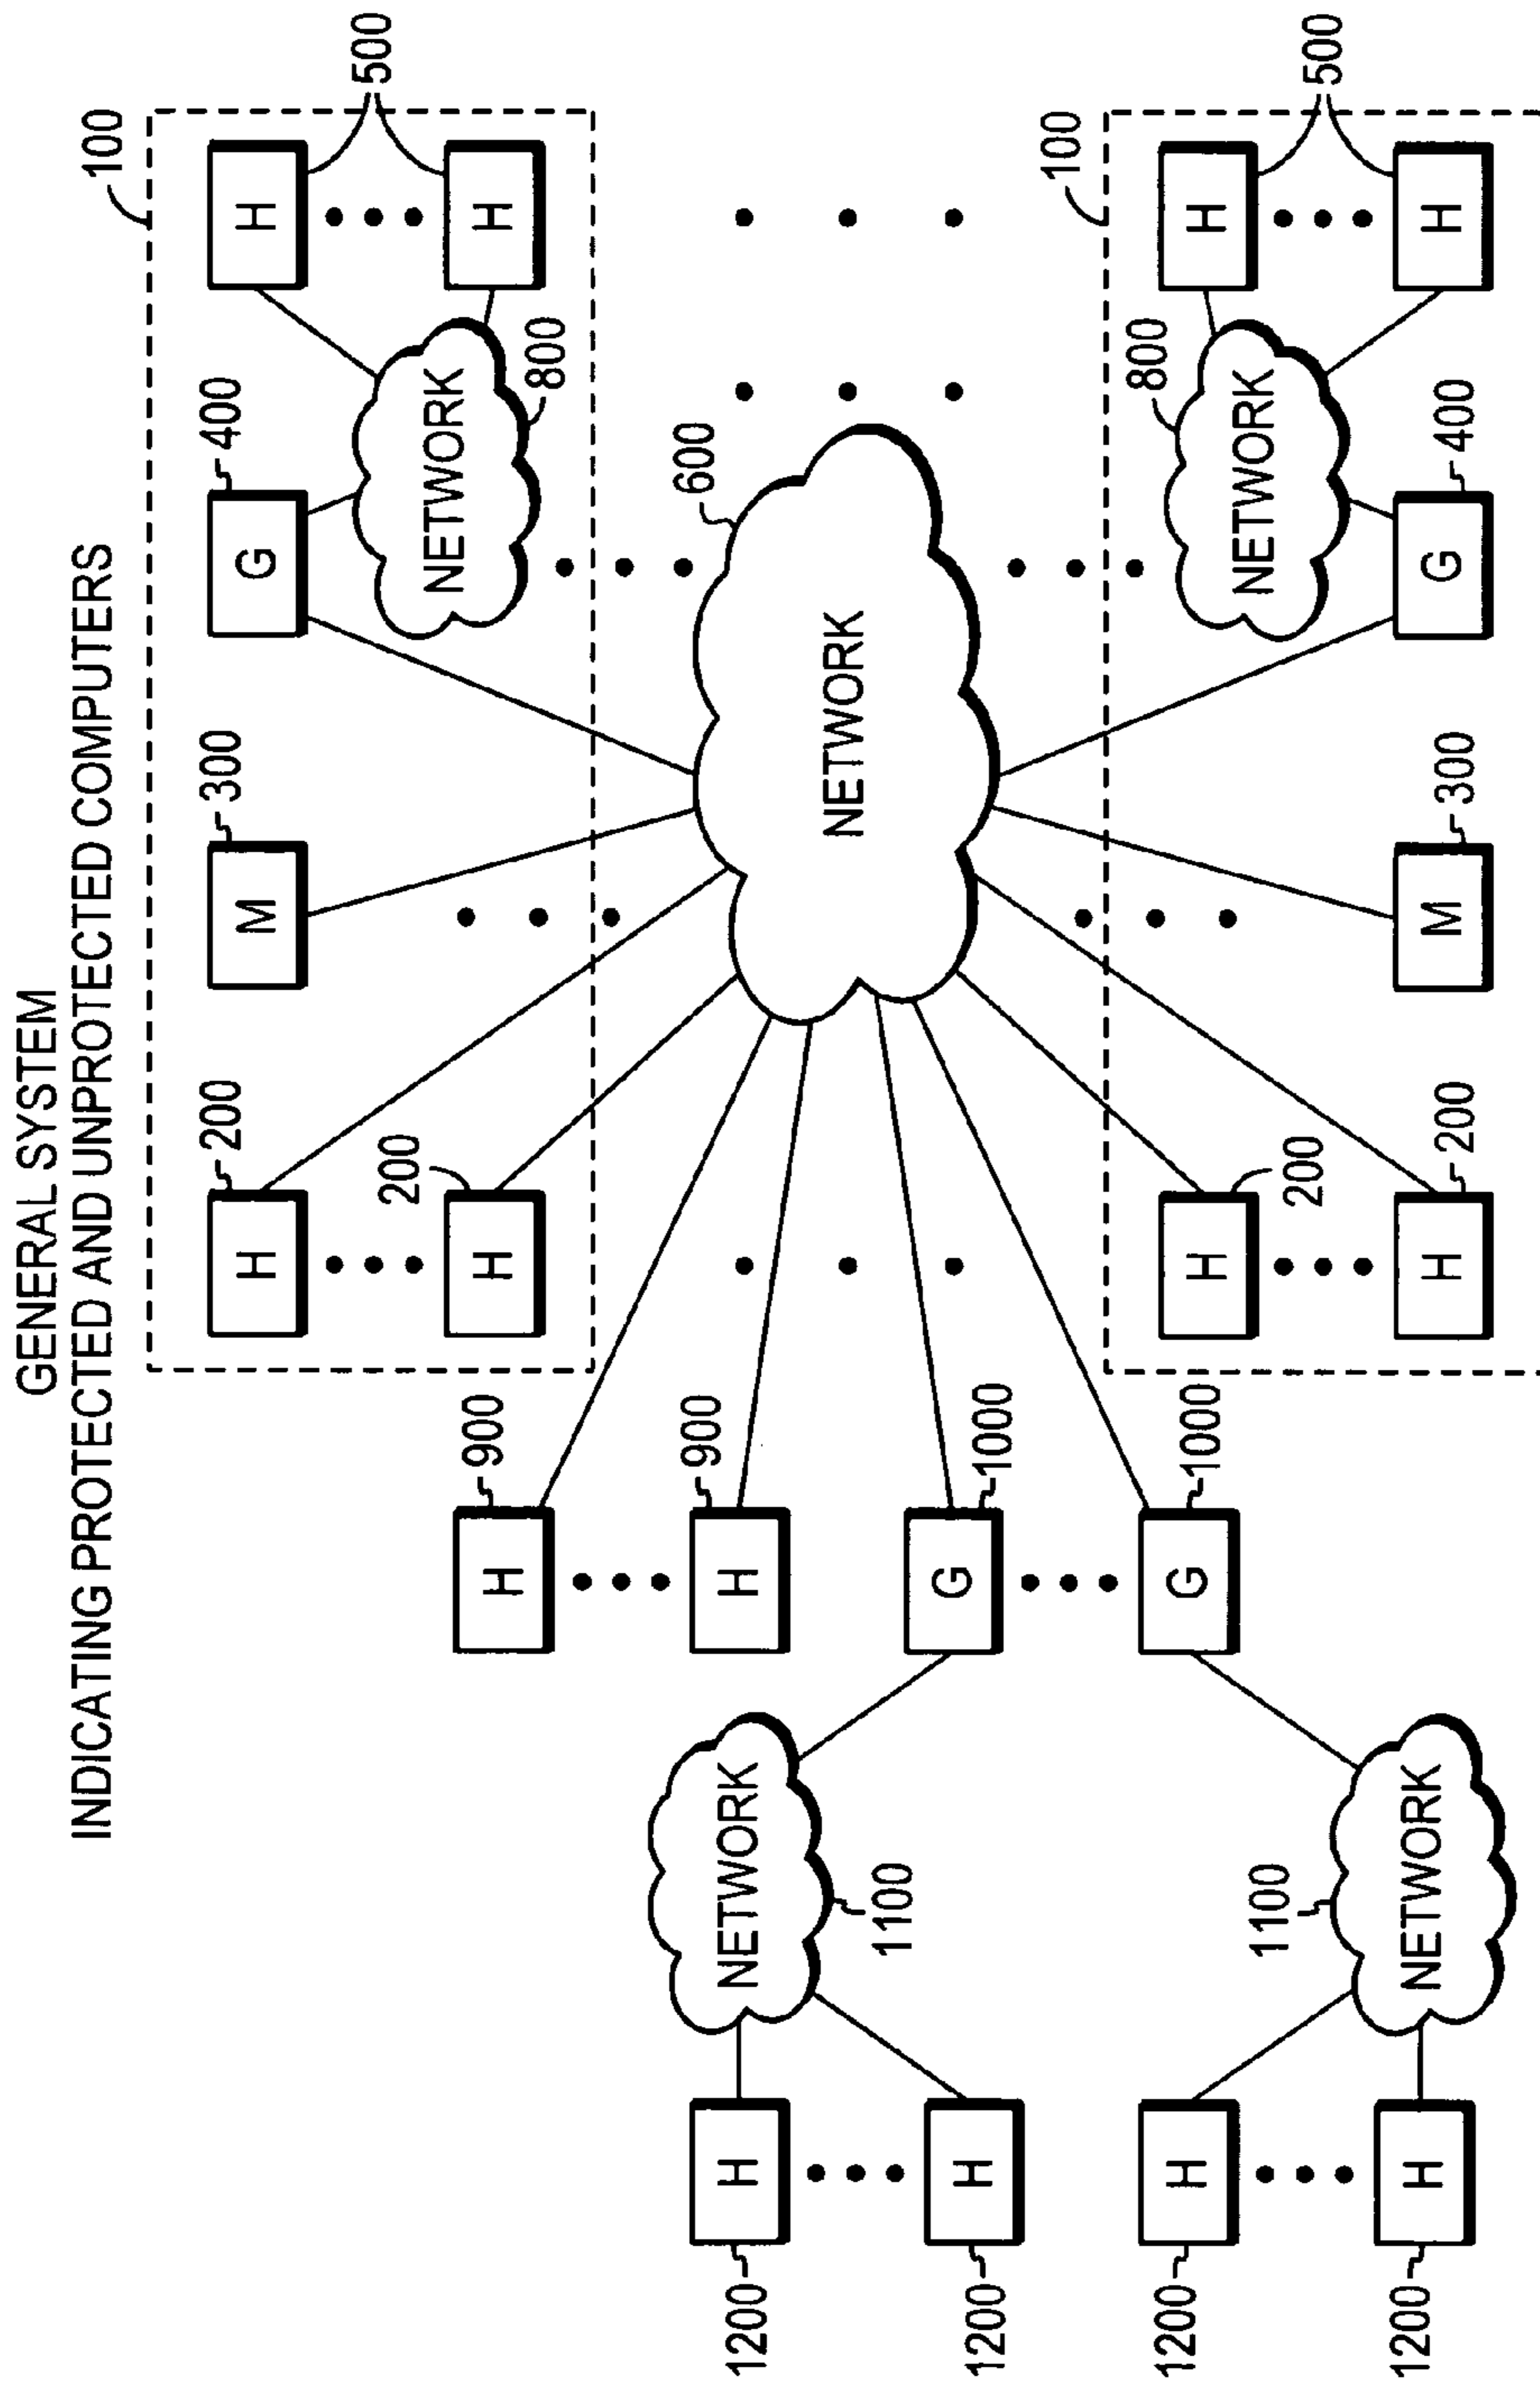 GENERAL SYSTEM
INDICATING PROTECTED AND UNPROTECTED COMPUTERS
100
200
300
400
H
M
G
H
500
200
NETWORK
900
H
H
H
800
600
900
1200
H
NETWORK
H
NETWORK
1100
G
H
1200
1000
100
800
1200
H
G
1000
H
H
NETWORK
1100
200
500
1200
H
NETWORK
H
M
G
H
200
300
400